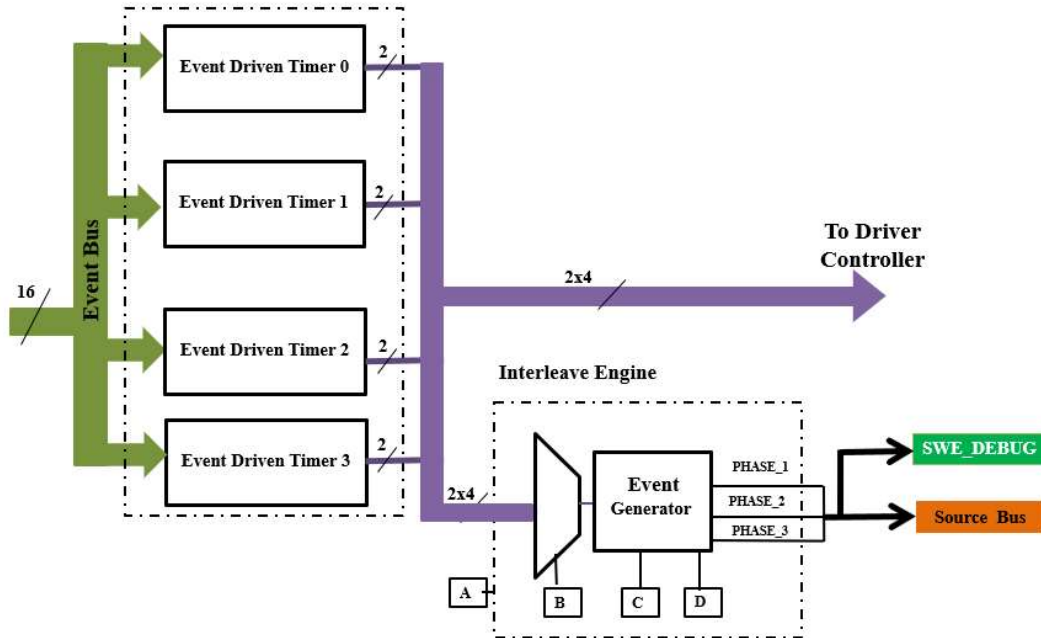 Event Driven Timer 0
2
Event Driven Timer 1
2
Event Bus
16
To Driver
Controller
2x4
Event Driven Timer 2
2
Interleave Engine
Event Driven Timer 3
2
2x4
Event
Generator
PHASE_1
PHASE_2
PHASE_3
SWE_DEBUG
Source Bus
A
B
C
D